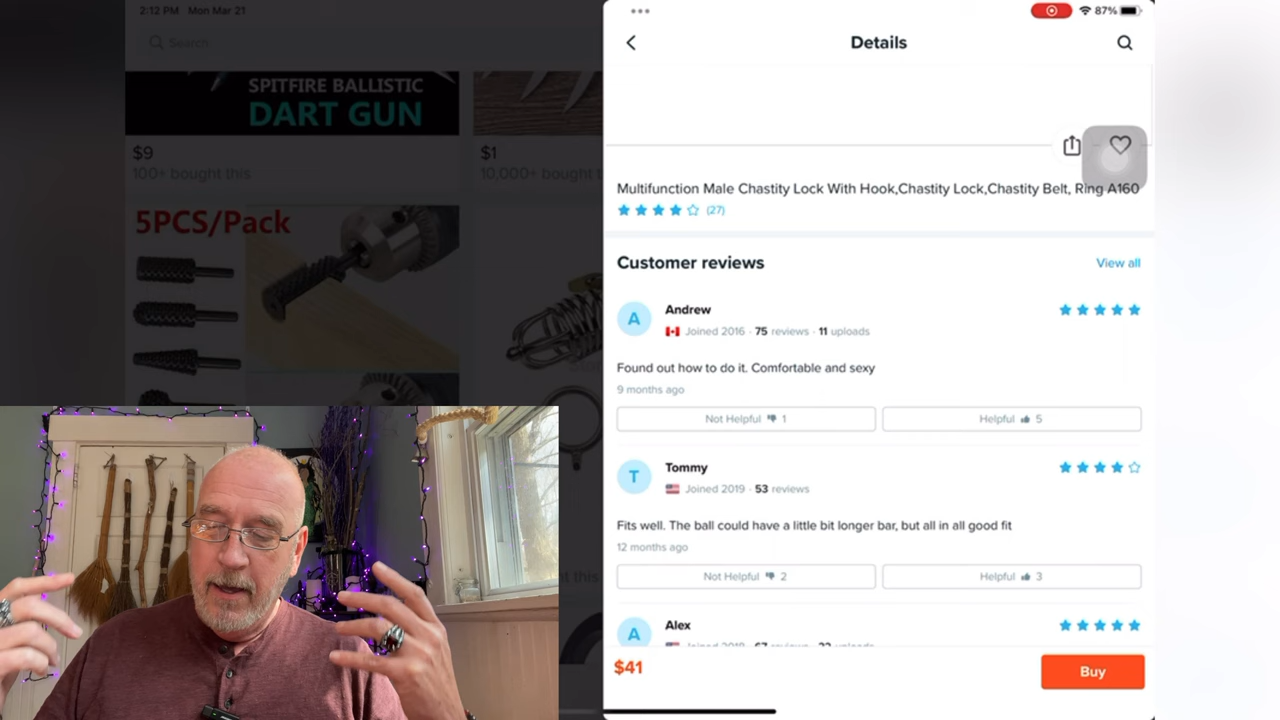 2:12 PM Mon Mar 21
Search
SPITFIRE BALLISTIC
DART GUN
$9
100+ bought this
$1
10,000+ bought t
5PCS/Pack
ht this
87%
Details
Multifunction Male Chastity Lock With Hook,Chastity Lock,Chastity Belt, Ring A160
(27)
Customer reviews
View all
A
Andrew
Joined 2016 · 75 reviews · 11 uploads
Found out how to do it. Comfortable and sexy
9 months ago
Not Helpful 1
Helpful 5
T
Tommy
Joined 2019 · 53 reviews
Fits well. The ball could have a little bit longer bar, but all in all good fit
12 months ago
Not Helpful 2
Helpful 3
A
Alex
$41
Buy